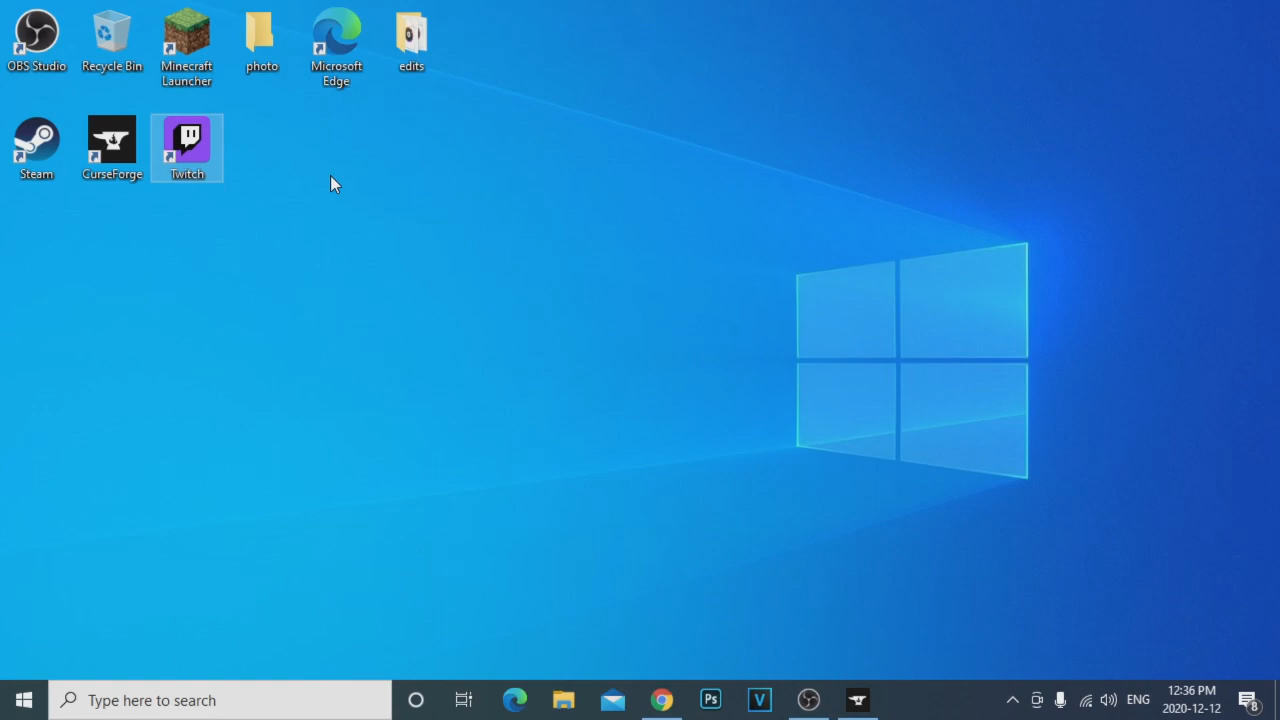 OBS Studio
Recycle Bin
Minecraft
Launcher
photo
Microsoft
Edge
edits
Steam
CurseForge
Twitch
Type here to search
Ps
V
ENG
12:36 PM
2020-12-12
8